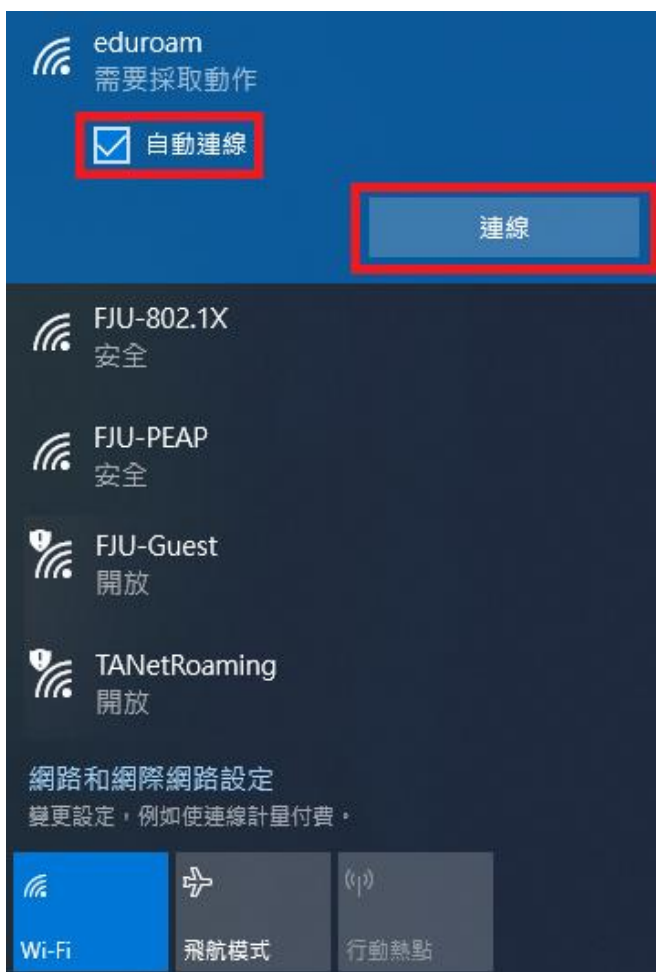 eduroam
需要採取動作
自動連線
連線
FJU-802.1X
安全
FJU-PEAP
安全
FJU-Guest
開放
TANetRoaming
開放
網路和網際網路設定
變更設定，例如使連線計量付費。
Wi-Fi
飛航模式
行動熱點